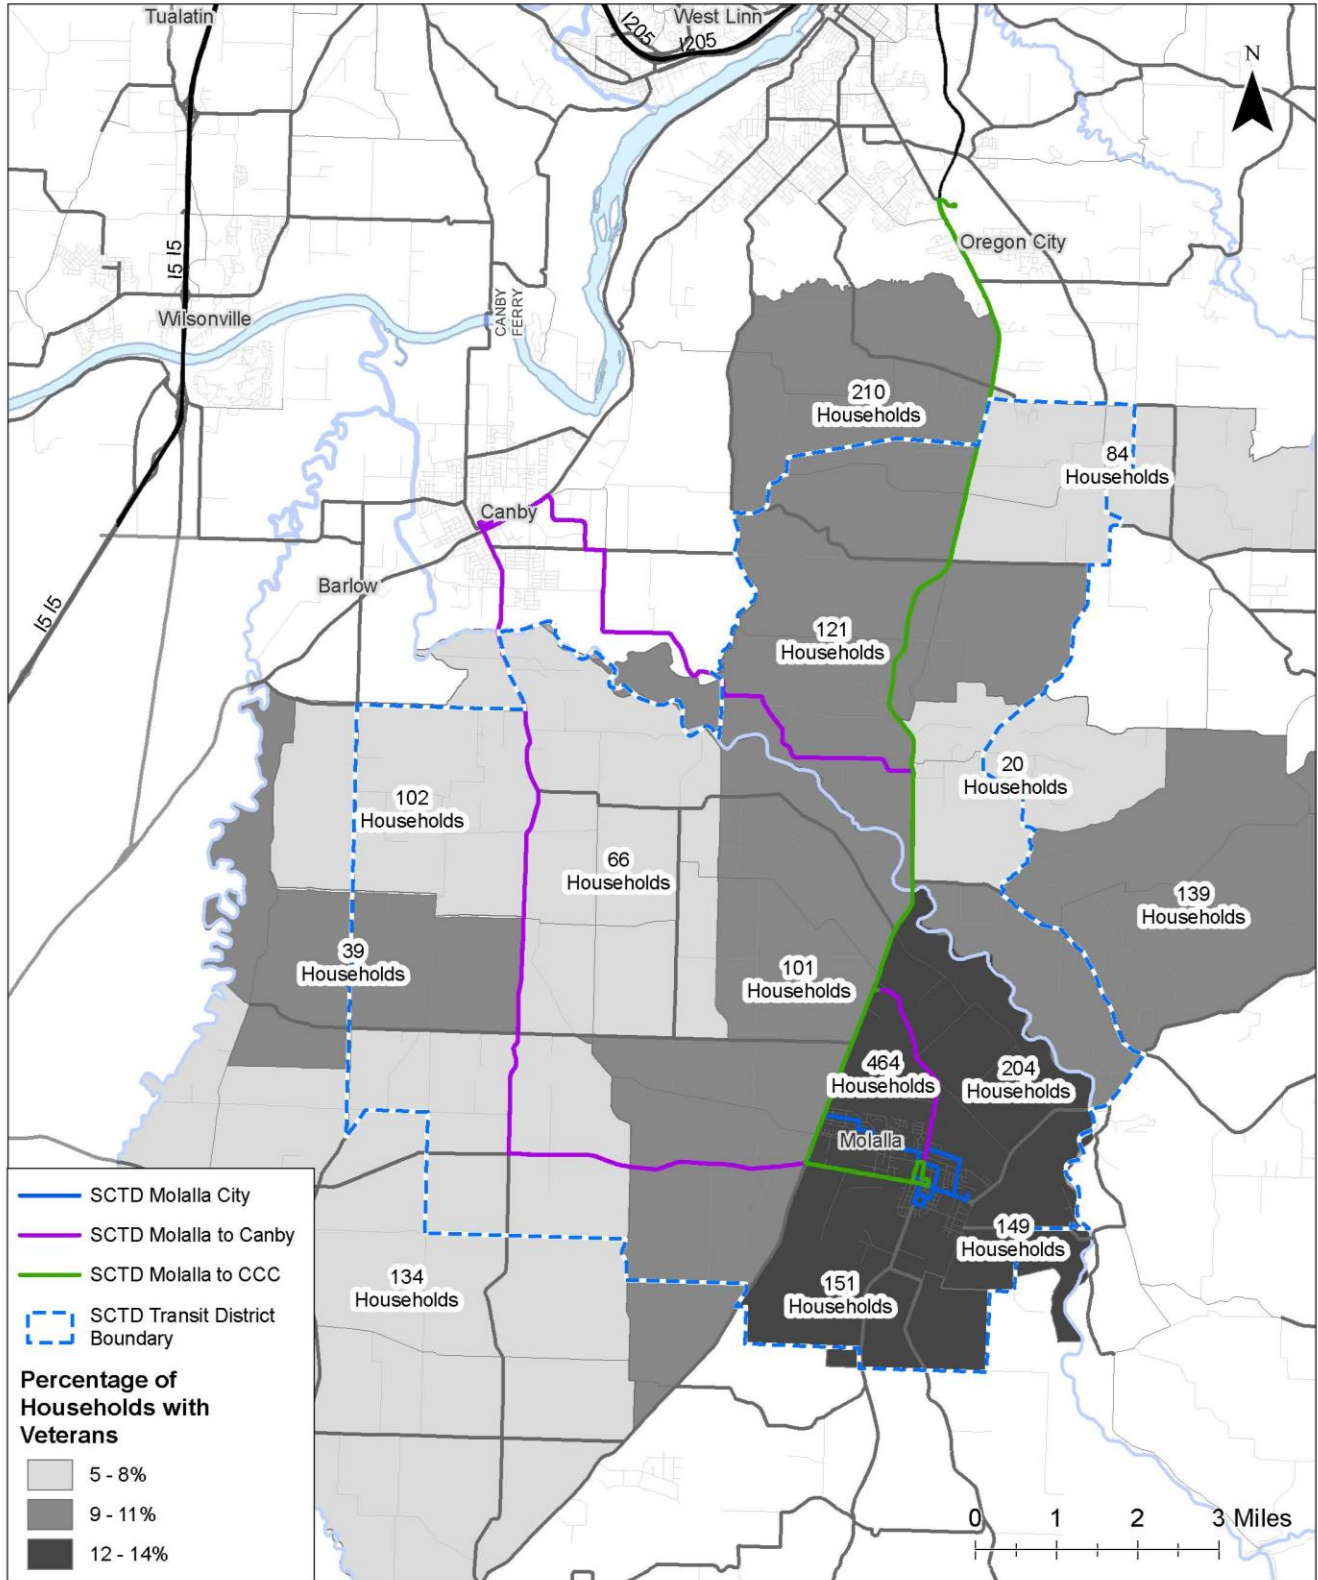 Tualatin
West Linn
I205
I205
N
Oregon City
I5 I5
Wilsonville
CANBY
FERRY
210
Households
84
Households
Canby
Barlow
I5 I5
121
Households
20
Households
102
Households
66
Households
139
Households
39
Households
101
Households
464
Households
204
Households
Molalla
149
Households
134
Households
151
Households
SCTD Molalla City
SCTD Molalla to Canby
SCTD Molalla to CCC
SCTD Transit District
Boundary
Percentage of
Households with
Veterans
5 - 8%
9 - 11%
12 - 14%
0 1 2 3 Miles